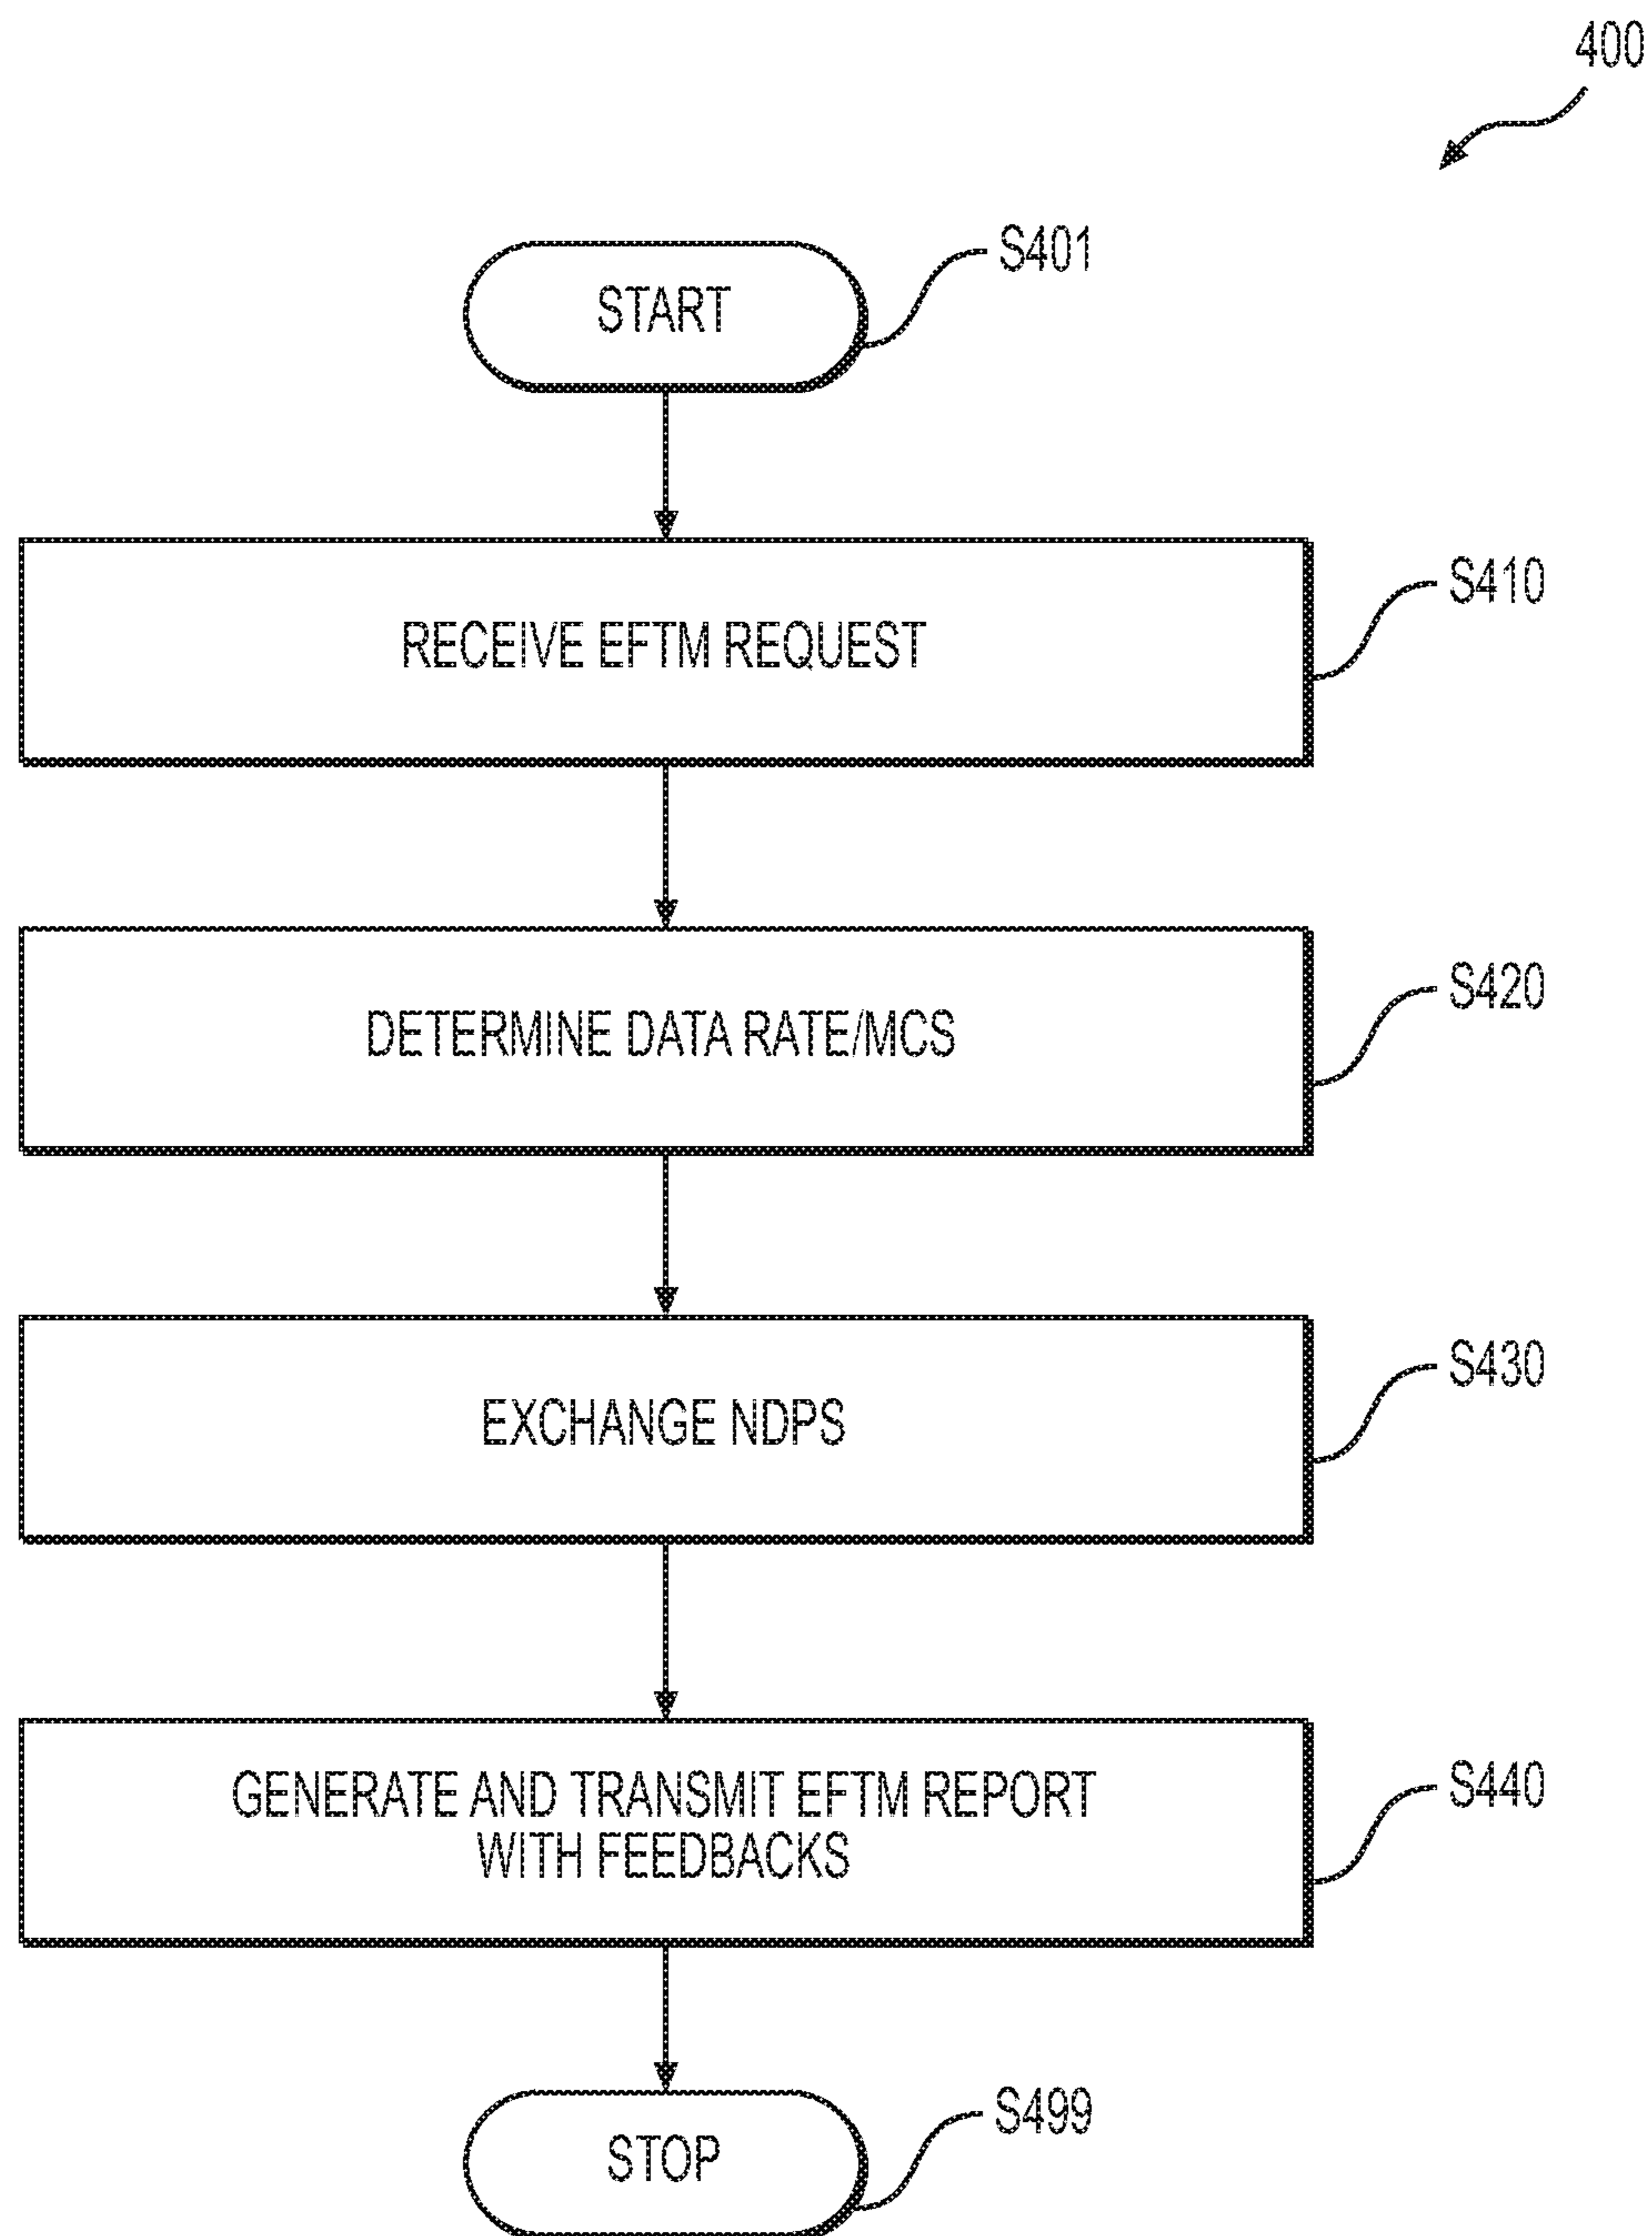 400
START
S401
RECEIVE EFTM REQUEST
S410
DETERMINE DATA RATE/MCS
S420
EXCHANGE NDPS
S430
GENERATE AND TRANSMIT EFTM REPORT
WITH FEEDBACKS
S440
STOP
S499